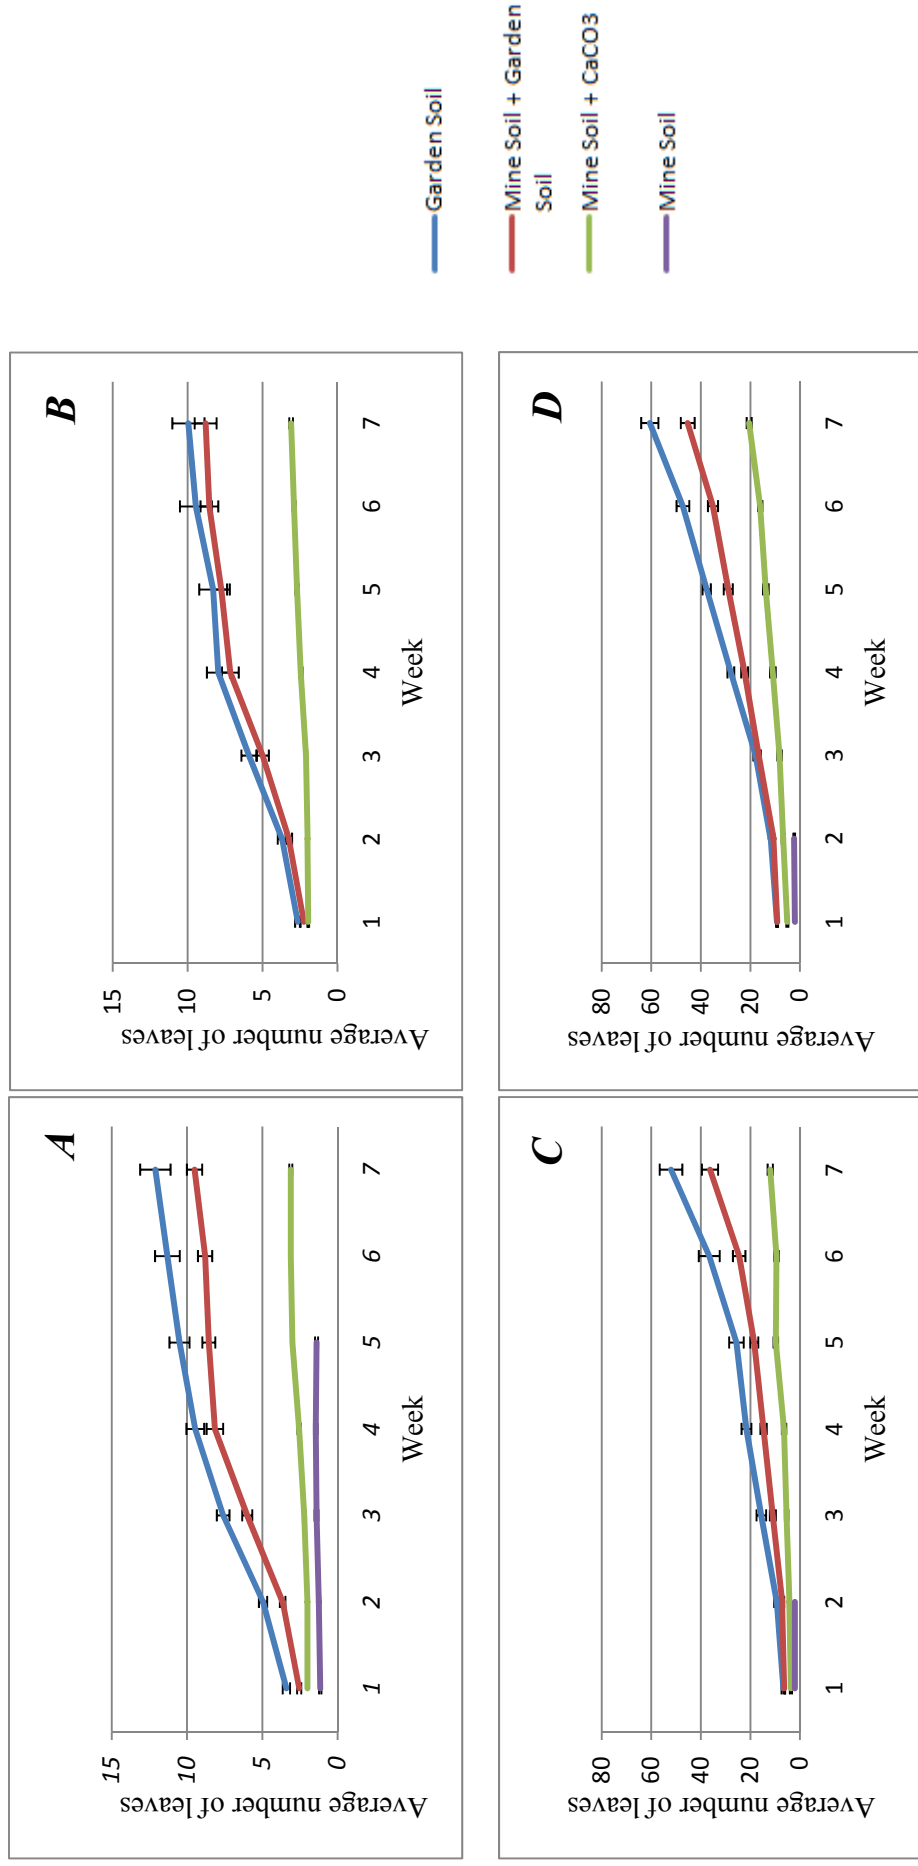 A
Average number of leaves
15
10
5
0
1 2 3 4 5 6 7
Week
B
Average number of leaves
15
10
5
0
1 2 3 4 5 6 7
Week
C
Average number of leaves
80
60
40
20
0
1 2 3 4 5 6 7
Week
D
Average number of leaves
80
60
40
20
0
1 2 3 4 5 6 7
Week
Garden Soil
Mine Soil + Garden
Soil
Mine Soil + CaCO3
Mine Soil